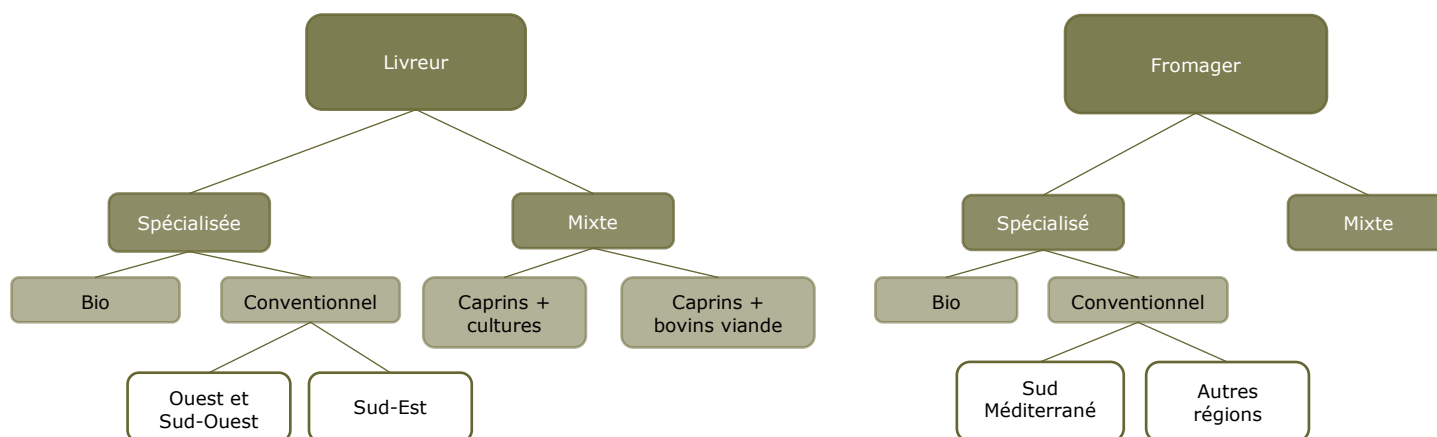 Livreur
Fromager
Spécialisée
Mixte
Spécialisé
Mixte
Bio
Conventionnel
Caprins +
cultures
Caprins +
bovins viande
Bio
Conventionnel
Ouest et
Sud-Ouest
Sud-Est
Sud
Méditerrané
Autres
régions